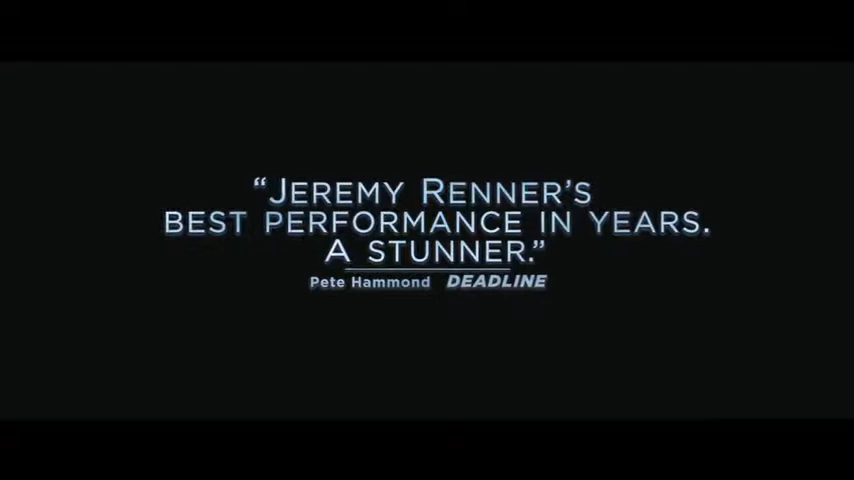 “JEREMY RENNER’S
BEST PERFORMANCE IN YEARS.
A STUNNER.”
Pete Hammond DEADLINE